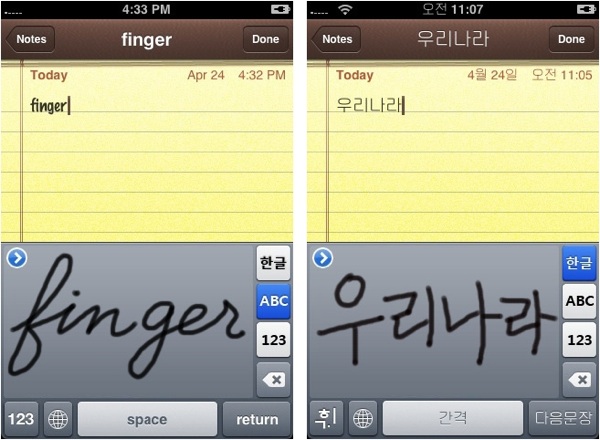 4:33 PM
Notes
finger
Done
Today
Apr 24
4:32 PM
finger
finger
한글
ABC
123
123
space
return
오전 11:07
Notes
우리나라
Done
Today
4월 24일
오전 11:05
우리나라
우리나라
한글
ABC
123
획
간격
다음문장